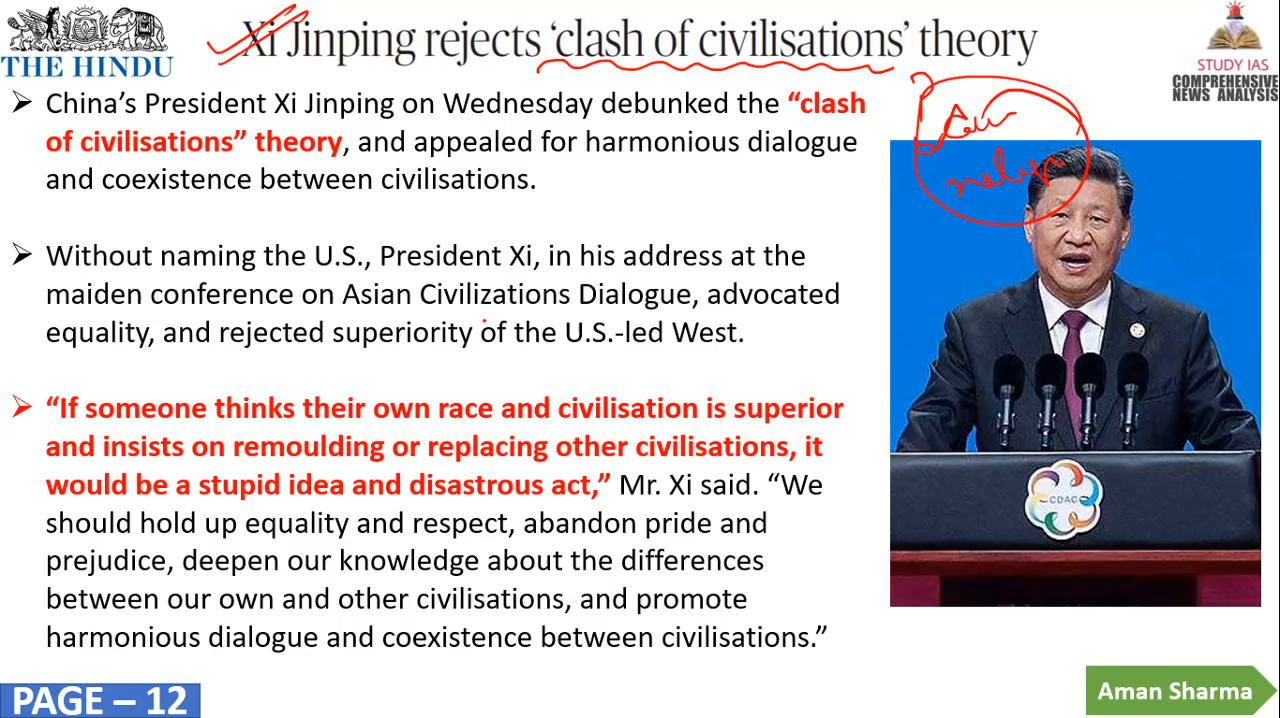 THE HINDU
Xi Jinping rejects ‘clash of civilisations’ theory
STUDY IAS
COMPREHENSIVE
NEWS ANALYSIS
➢ China’s President Xi Jinping on Wednesday debunked the “clash
of civilisations” theory, and appealed for harmonious dialogue
and coexistence between civilisations.
➢ Without naming the U.S., President Xi, in his address at the
maiden conference on Asian Civilizations Dialogue, advocated
equality, and rejected superiority of the U.S.-led West.
➢ “If someone thinks their own race and civilisation is superior
and insists on remoulding or replacing other civilisations, it
would be a stupid idea and disastrous act,” Mr. Xi said. “We
should hold up equality and respect, abandon pride and
prejudice, deepen our knowledge about the differences
between our own and other civilisations, and promote
harmonious dialogue and coexistence between civilisations.”
CDAC
PAGE – 12
Aman Sharma